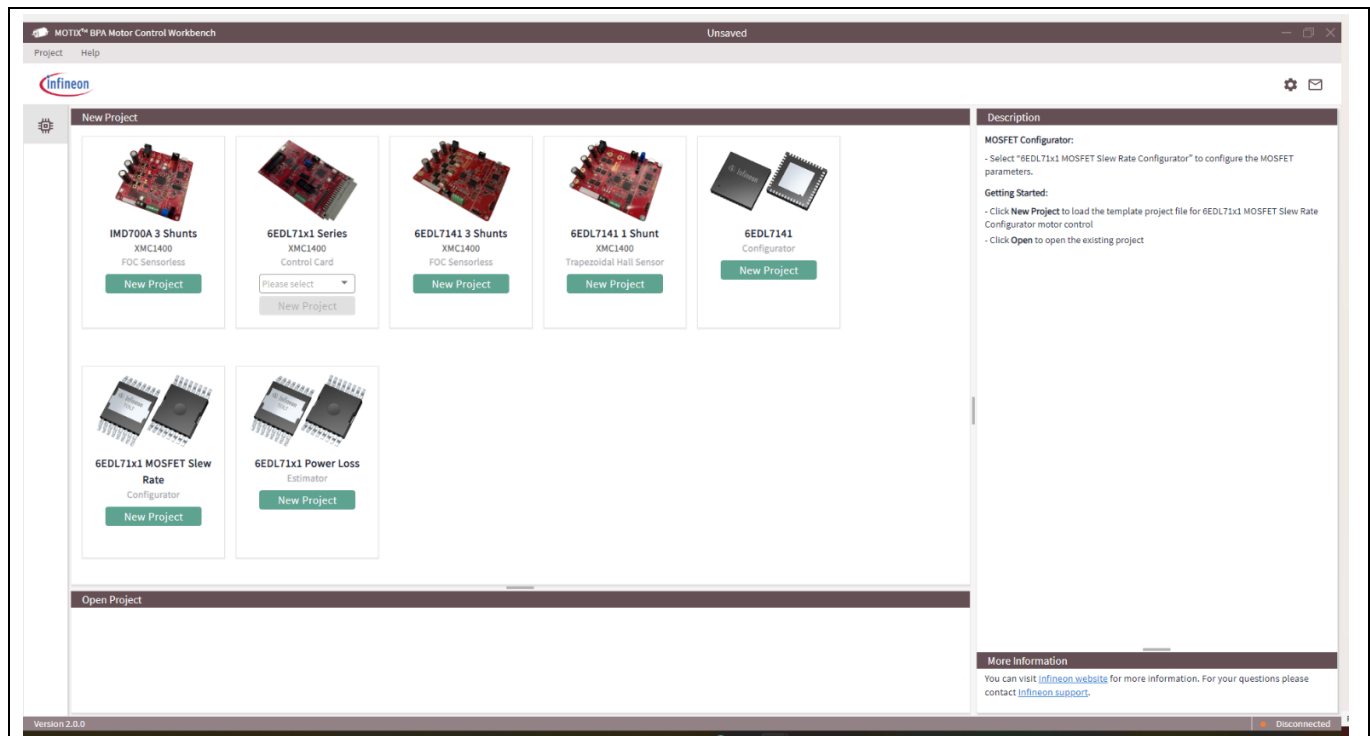 MOTIX™ BPA Motor Control Workbench
Unsaved
Project Help
infineon
New Project
IMD700A 3 Shunts
XMC1400
FOC Sensorless
New Project
6EDL71x1 Series
XMC1400
Control Card
Please select
New Project
6EDL7141 3 Shunts
XMC1400
FOC Sensorless
New Project
6EDL7141 1 Shunt
XMC1400
Trapezoidal Hall Sensor
New Project
infineon
6EDL7141
Configurator
New Project
infineon
6EDL71x1 MOSFET Slew
Rate
Configurator
New Project
infineon
6EDL71x1 Power Loss
Estimator
New Project
Open Project
Description
MOSFET Configurator:
- Select “6EDL71x1 MOSFET Slew Rate Configurator” to configure the MOSFET
parameters.
Getting Started:
- Click New Project to load the template project file for 6EDL71x1 MOSFET Slew Rate
Configurator motor control
- Click Open to open the existing project
More Information
You can visit Infineon website for more information. For your questions please
contact Infineon support.
Version 2.0.0
Disconnected